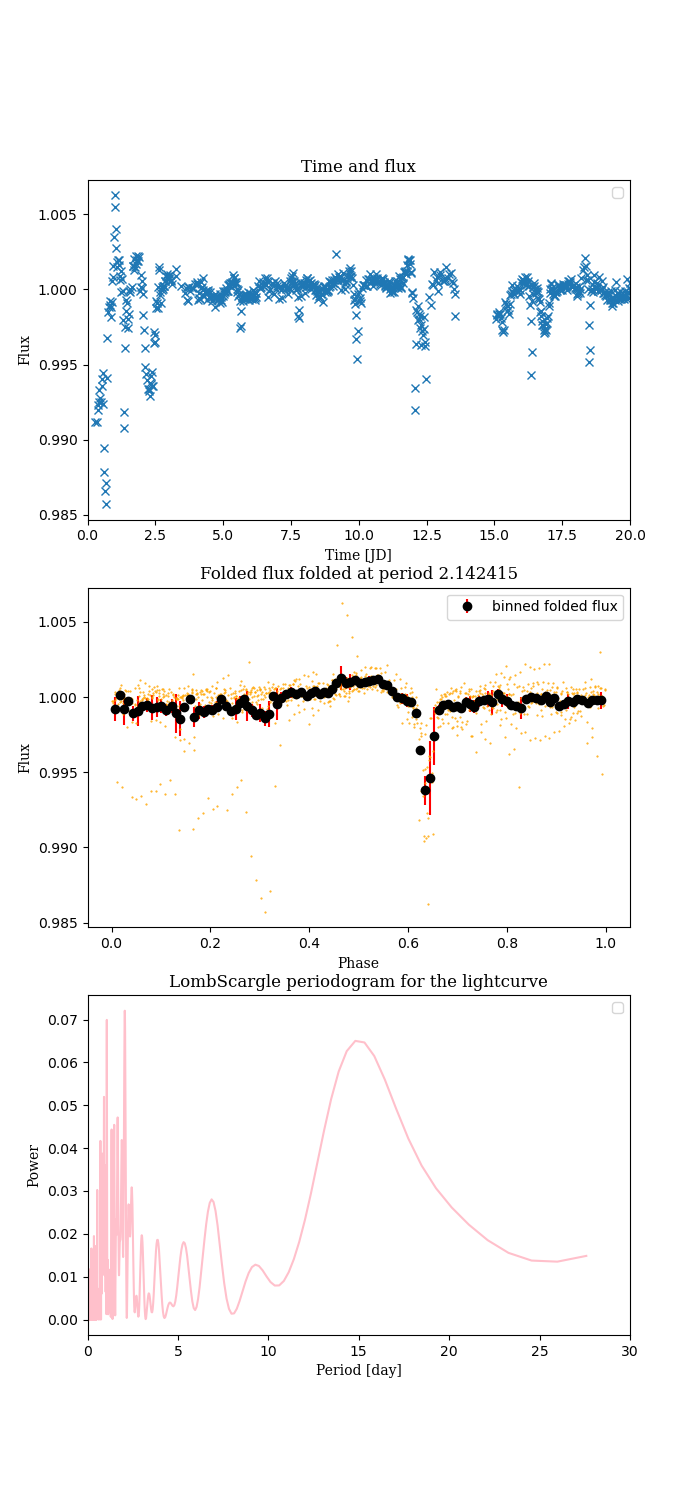 Time and flux
1.005
1.000
0.995
0.990
0.985
Flux
0.0 2.5 5.0 7.5 10.0 12.5 15.0 17.5 20.0
Time [JD]
Folded flux folded at period 2.142415
binned folded flux
1.005
1.000
0.995
0.990
0.985
Flux
0.0 0.2 0.4 0.6 0.8 1.0
Phase
LombScargle periodogram for the lightcurve
0.07
0.06
0.05
0.04
0.03
0.02
0.01
0.00
Power
0 5 10 15 20 25 30
Period [day]